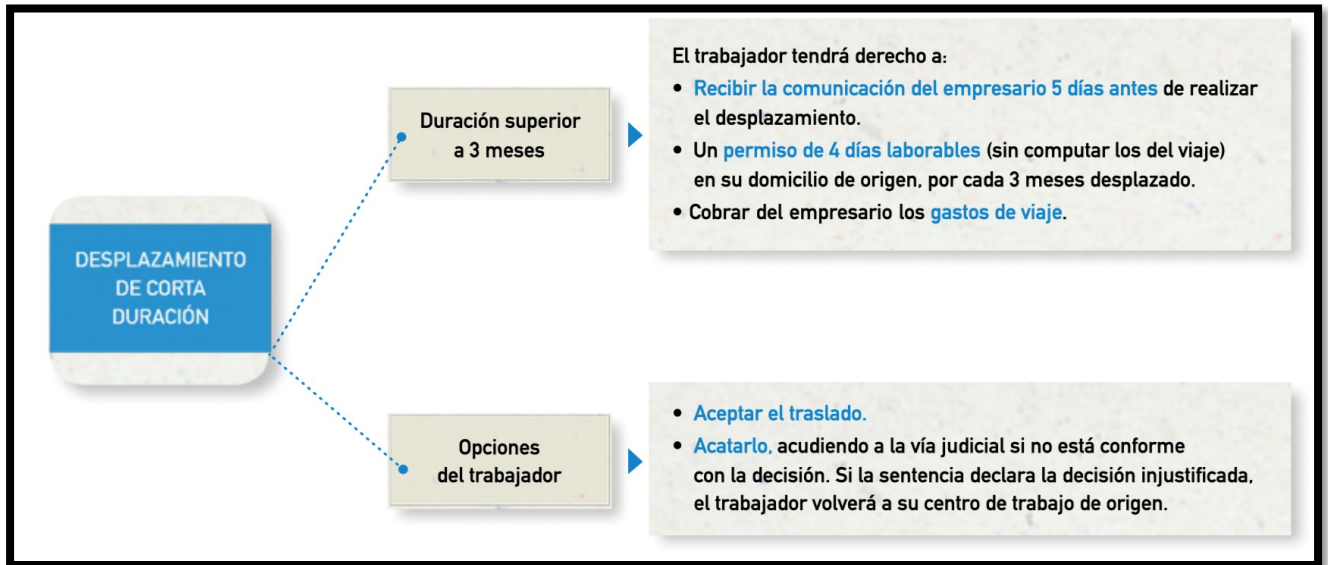 DESPLAZAMIENTO
DE CORTA
DURACIÓN
Duración superior
a 3 meses
El trabajador tendrá derecho a:
• Recibir la comunicación del empresario 5 días antes de realizar
el desplazamiento.
• Un permiso de 4 días laborables (sin computar los del viaje)
en su domicilio de origen, por cada 3 meses desplazado.
• Cobrar del empresario los gastos de viaje.
Opciones
del trabajador
• Aceptar el traslado.
• Acatarlo, acudiendo a la vía judicial si no está conforme
con la decisión. Si la sentencia declara la decisión injustificada,
el trabajador volverá a su centro de trabajo de origen.